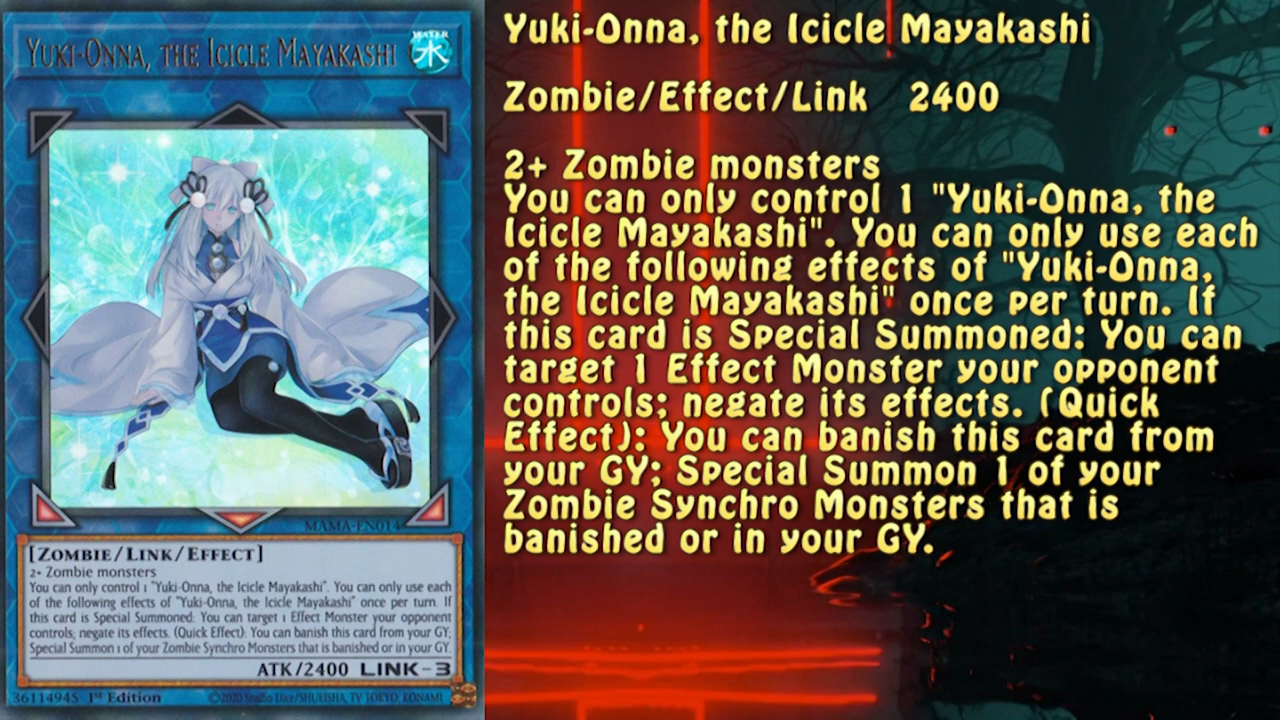 YUKI-ONNA, THE ICICLE MAYAKASHI
WATER
水
MAMA-EN014
[ZOMBIE/LINK/EFFECT]
2+ Zombie monsters
You can only control 1 "Yuki-Onna, the Icicle Mayakashi". You can only use each
of the following effects of "Yuki-Onna, the Icicle Mayakashi" once per turn. If
this card is Special Summoned: You can target 1 Effect Monster your opponent
controls; negate its effects. (Quick Effect): You can banish this card from your GY;
Special Summon 1 of your Zombie Synchro Monsters that is banished or in your GY.
ATK/2400 LINK-3
36114945 1st Edition ©2020 Studio Dice/SHUEISHA, TV TOKYO, KONAMI
Yuki-Onna, the Icicle Mayakashi
Zombie/Effect/Link 2400
2+ Zombie monsters
You can only control 1 "Yuki-Onna, the
Icicle Mayakashi". You can only use each
of the following effects of "Yuki-Onna,
the Icicle Mayakashi" once per turn. If
this card is Special Summoned: You can
target 1 Effect Monster your opponent
controls; negate its effects. (Quick
Effect): You can banish this card from
your GY; Special Summon 1 of your
Zombie Synchro Monsters that is
banished or in your GY.